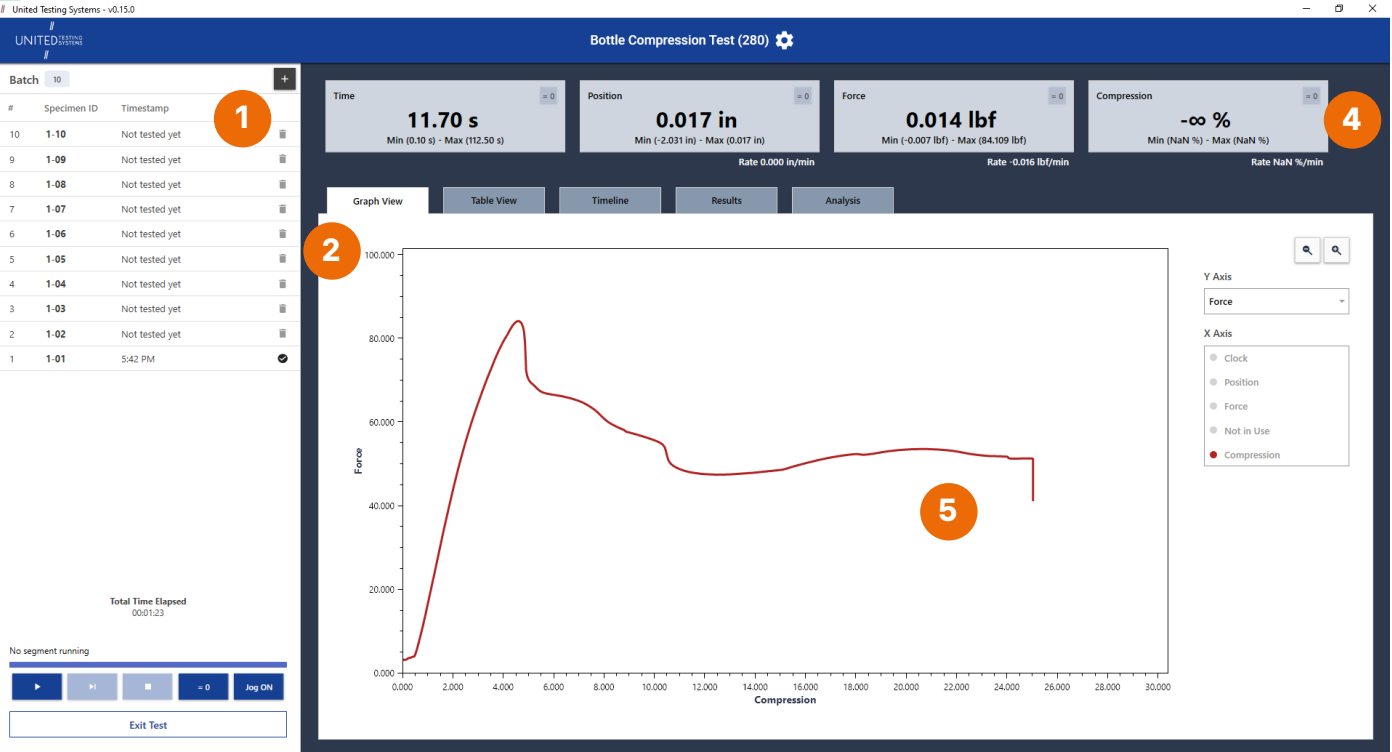 // United Testing Systems - v0.15.0
//
UNITED TESTING SYSTEMS
//
Bottle Compression Test (280)
Batch 10 +
# Specimen ID Timestamp
1
10 1-10 Not tested yet
9 1-09 Not tested yet
8 1-08 Not tested yet
7 1-07 Not tested yet
6 1-06 Not tested yet
5 1-05 Not tested yet
4 1-04 Not tested yet
3 1-03 Not tested yet
2 1-02 Not tested yet
1 1-01 5:42 PM
Total Time Elapsed
00:01:23
No segment running
= 0 Jog ON
Exit Test
Time = 0
11.70 s
Min (0.10 s) - Max (112.50 s)
Position = 0
0.017 in
Min (-2.031 in) - Max (0.017 in)
Rate 0.000 in/min
Force = 0
0.014 lbf
Min (-0.007 lbf) - Max (84.109 lbf)
Rate -0.016 lbf/min
Compression = 0
-∞ %
Min (NaN %) - Max (NaN %)
Rate NaN %/min
4
Graph View Table View Timeline Results Analysis
2
100.000
80.000
60.000
40.000
20.000
0.000
Force
0.000 2.000 4.000 6.000 8.000 10.000 12.000 14.000 16.000 18.000 20.000 22.000 24.000 26.000 28.000 30.000
Compression
5
Y Axis
Force
X Axis
Clock
Position
Force
Not in Use
Compression